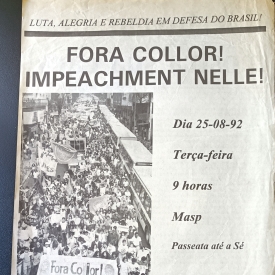 LUTA, ALEGRIA E REBELDIA EM DEFESA DO BRASIL!
FORA COLLOR!
IMPEACHMENT NELLE!
Dia 25-08-92
Terça-feira
9 horas
Masp
Passeata até a Sé
Fora Collor!